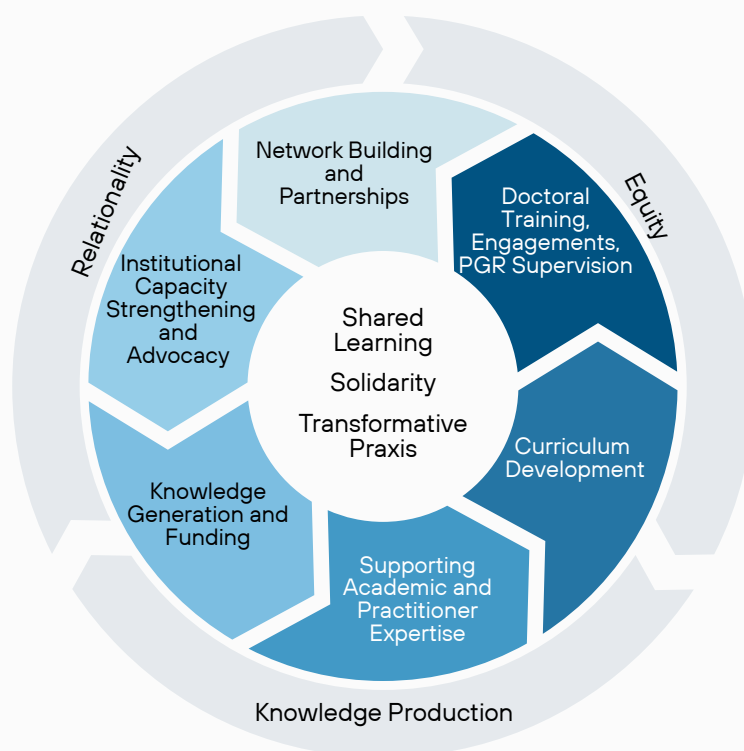 Relationality
Equity
Knowledge Production
Network Building
and
Partnerships
Doctoral
Training,
Engagements,
PGR Supervision
Curriculum
Development
Supporting
Academic and
Practitioner
Expertise
Knowledge
Generation and
Funding
Institutional
Capacity
Strengthening
and
Advocacy
Shared
Learning
Solidarity
Transformative
Praxis